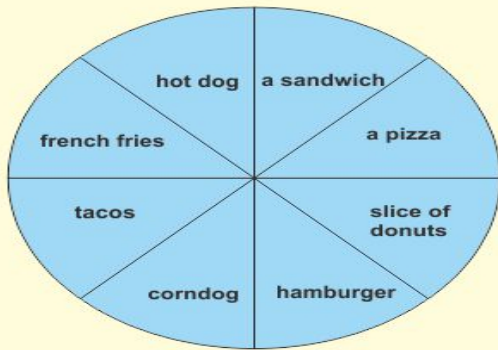 hot dog
a sandwich
french fries
a pizza
tacos
slice of
donuts
corndog
hamburger